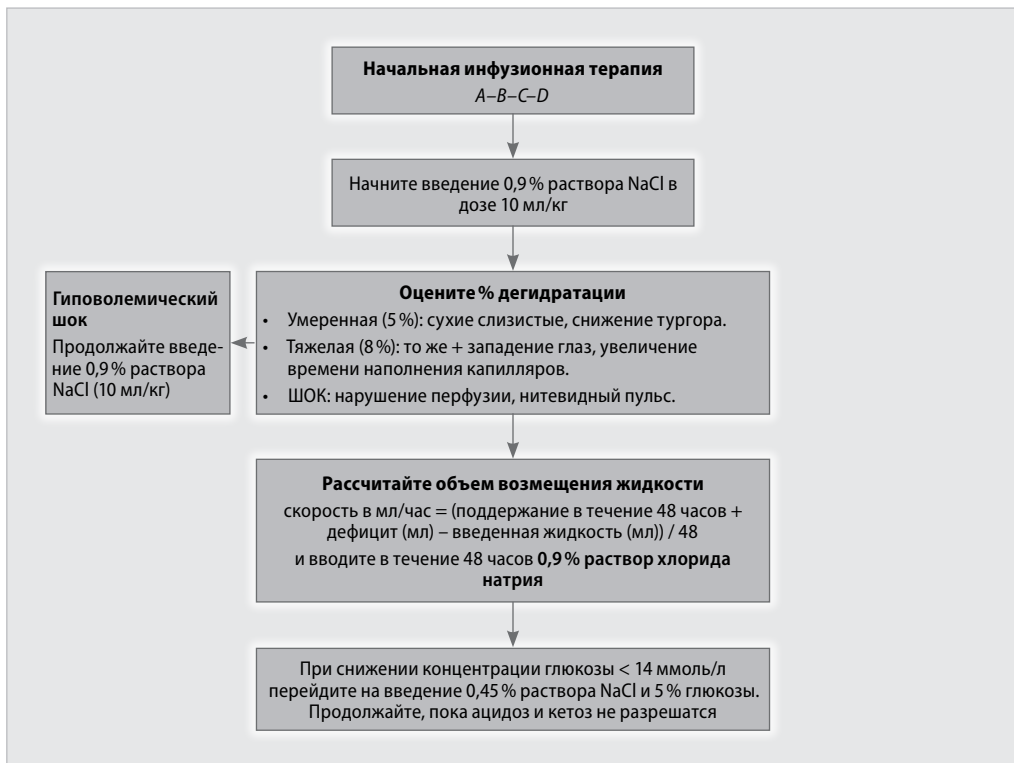 Начальная инфузионная терапия
A–B–C–D
Начните введение 0,9 % раствора NaCl в
дозе 10 мл/кг
Гиповолемический
шок
Продолжайте введе-
ние 0,9 % раствора
NaCl (10 мл/кг)
Оцените % дегидратации
• Умеренная (5 %): сухие слизистые, снижение тургора.
• Тяжелая (8 %): то же + западение глаз, увеличение
времени наполнения капилляров.
• ШОК: нарушение перфузии, нитевидный пульс.
Рассчитайте объем возмещения жидкости
скорость в мл/час = (поддержание в течение 48 часов +
дефицит (мл) – введенная жидкость (мл)) / 48
и вводите в течение 48 часов 0,9 % раствор хлорида
натрия
При снижении концентрации глюкозы < 14 ммоль/л
перейдите на введение 0,45 % раствора NaCl и 5 % глюкозы.
Продолжайте, пока ацидоз и кетоз не разрешатся